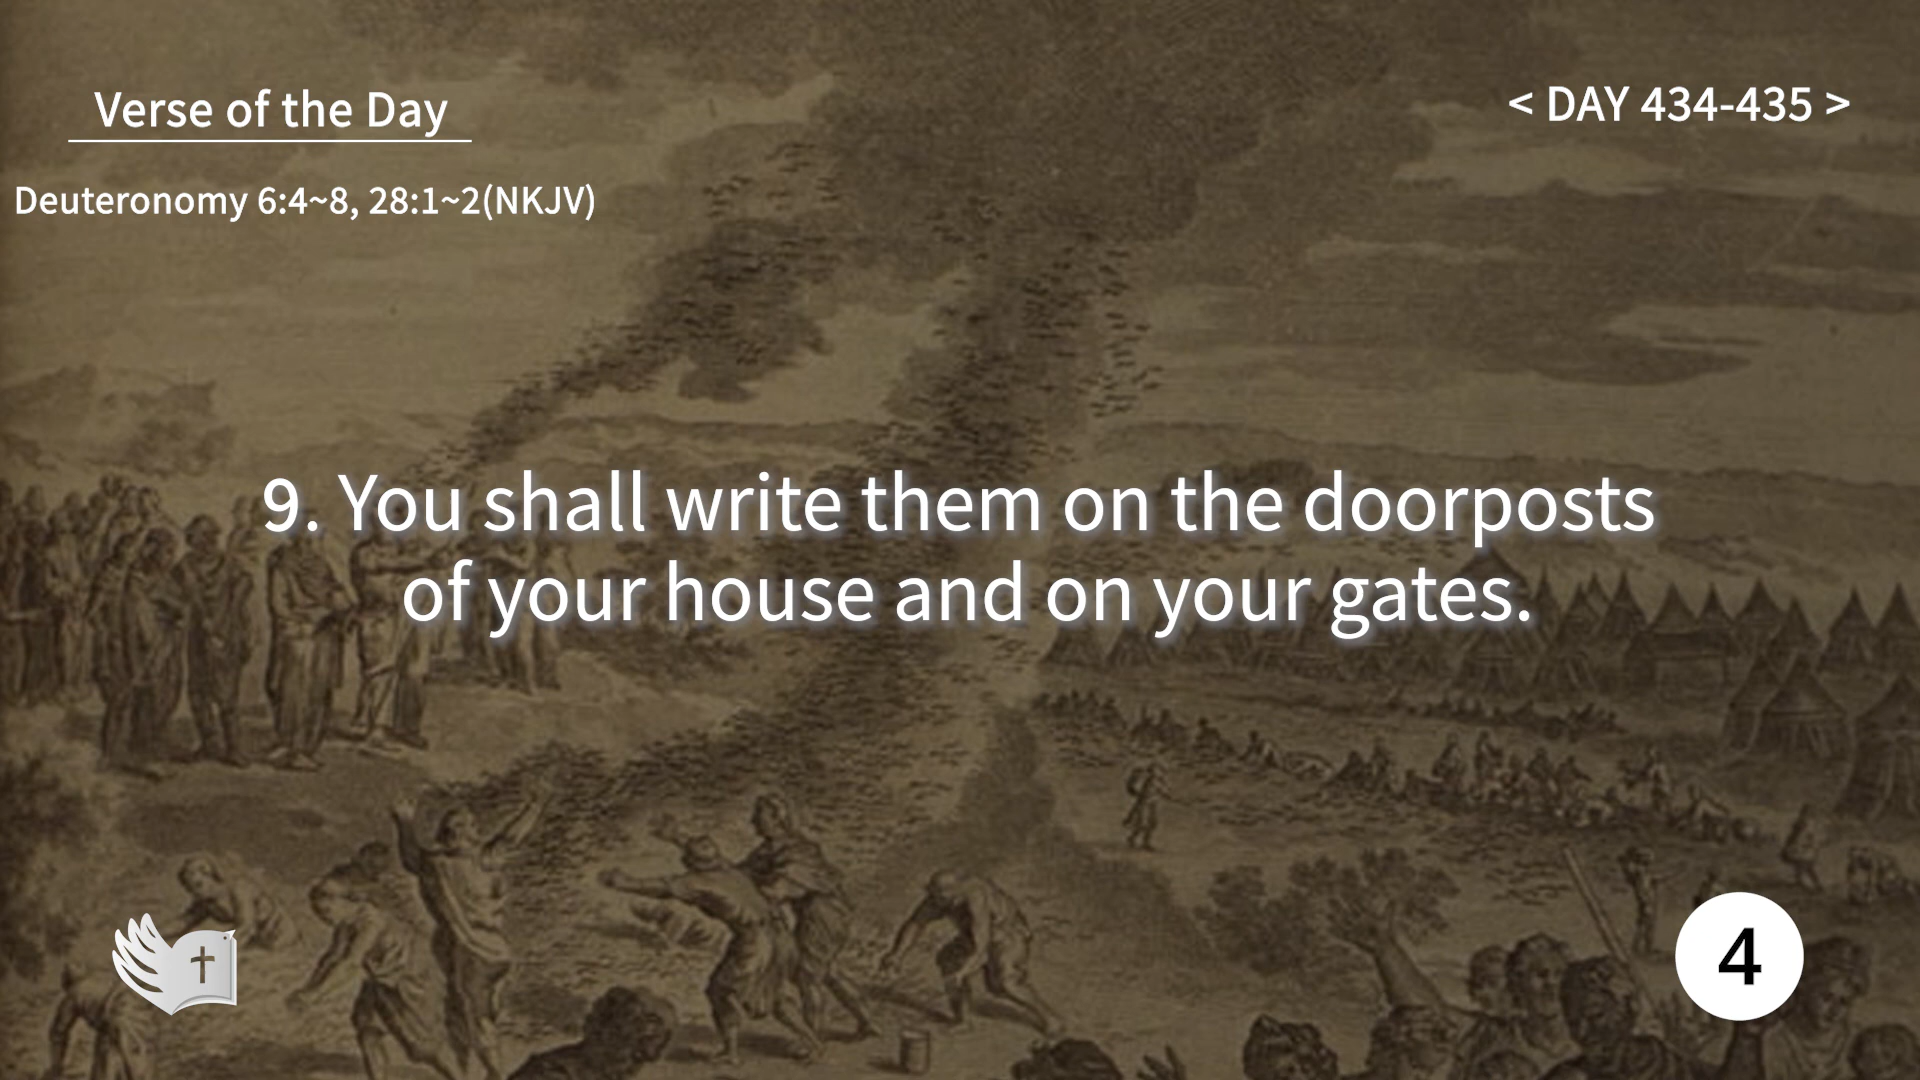 Verse of the Day
< DAY 434-435 >
Deuteronomy 6:4~8, 28:1~2(NKJV)
9. You shall write them on the doorposts
of your house and on your gates.
4